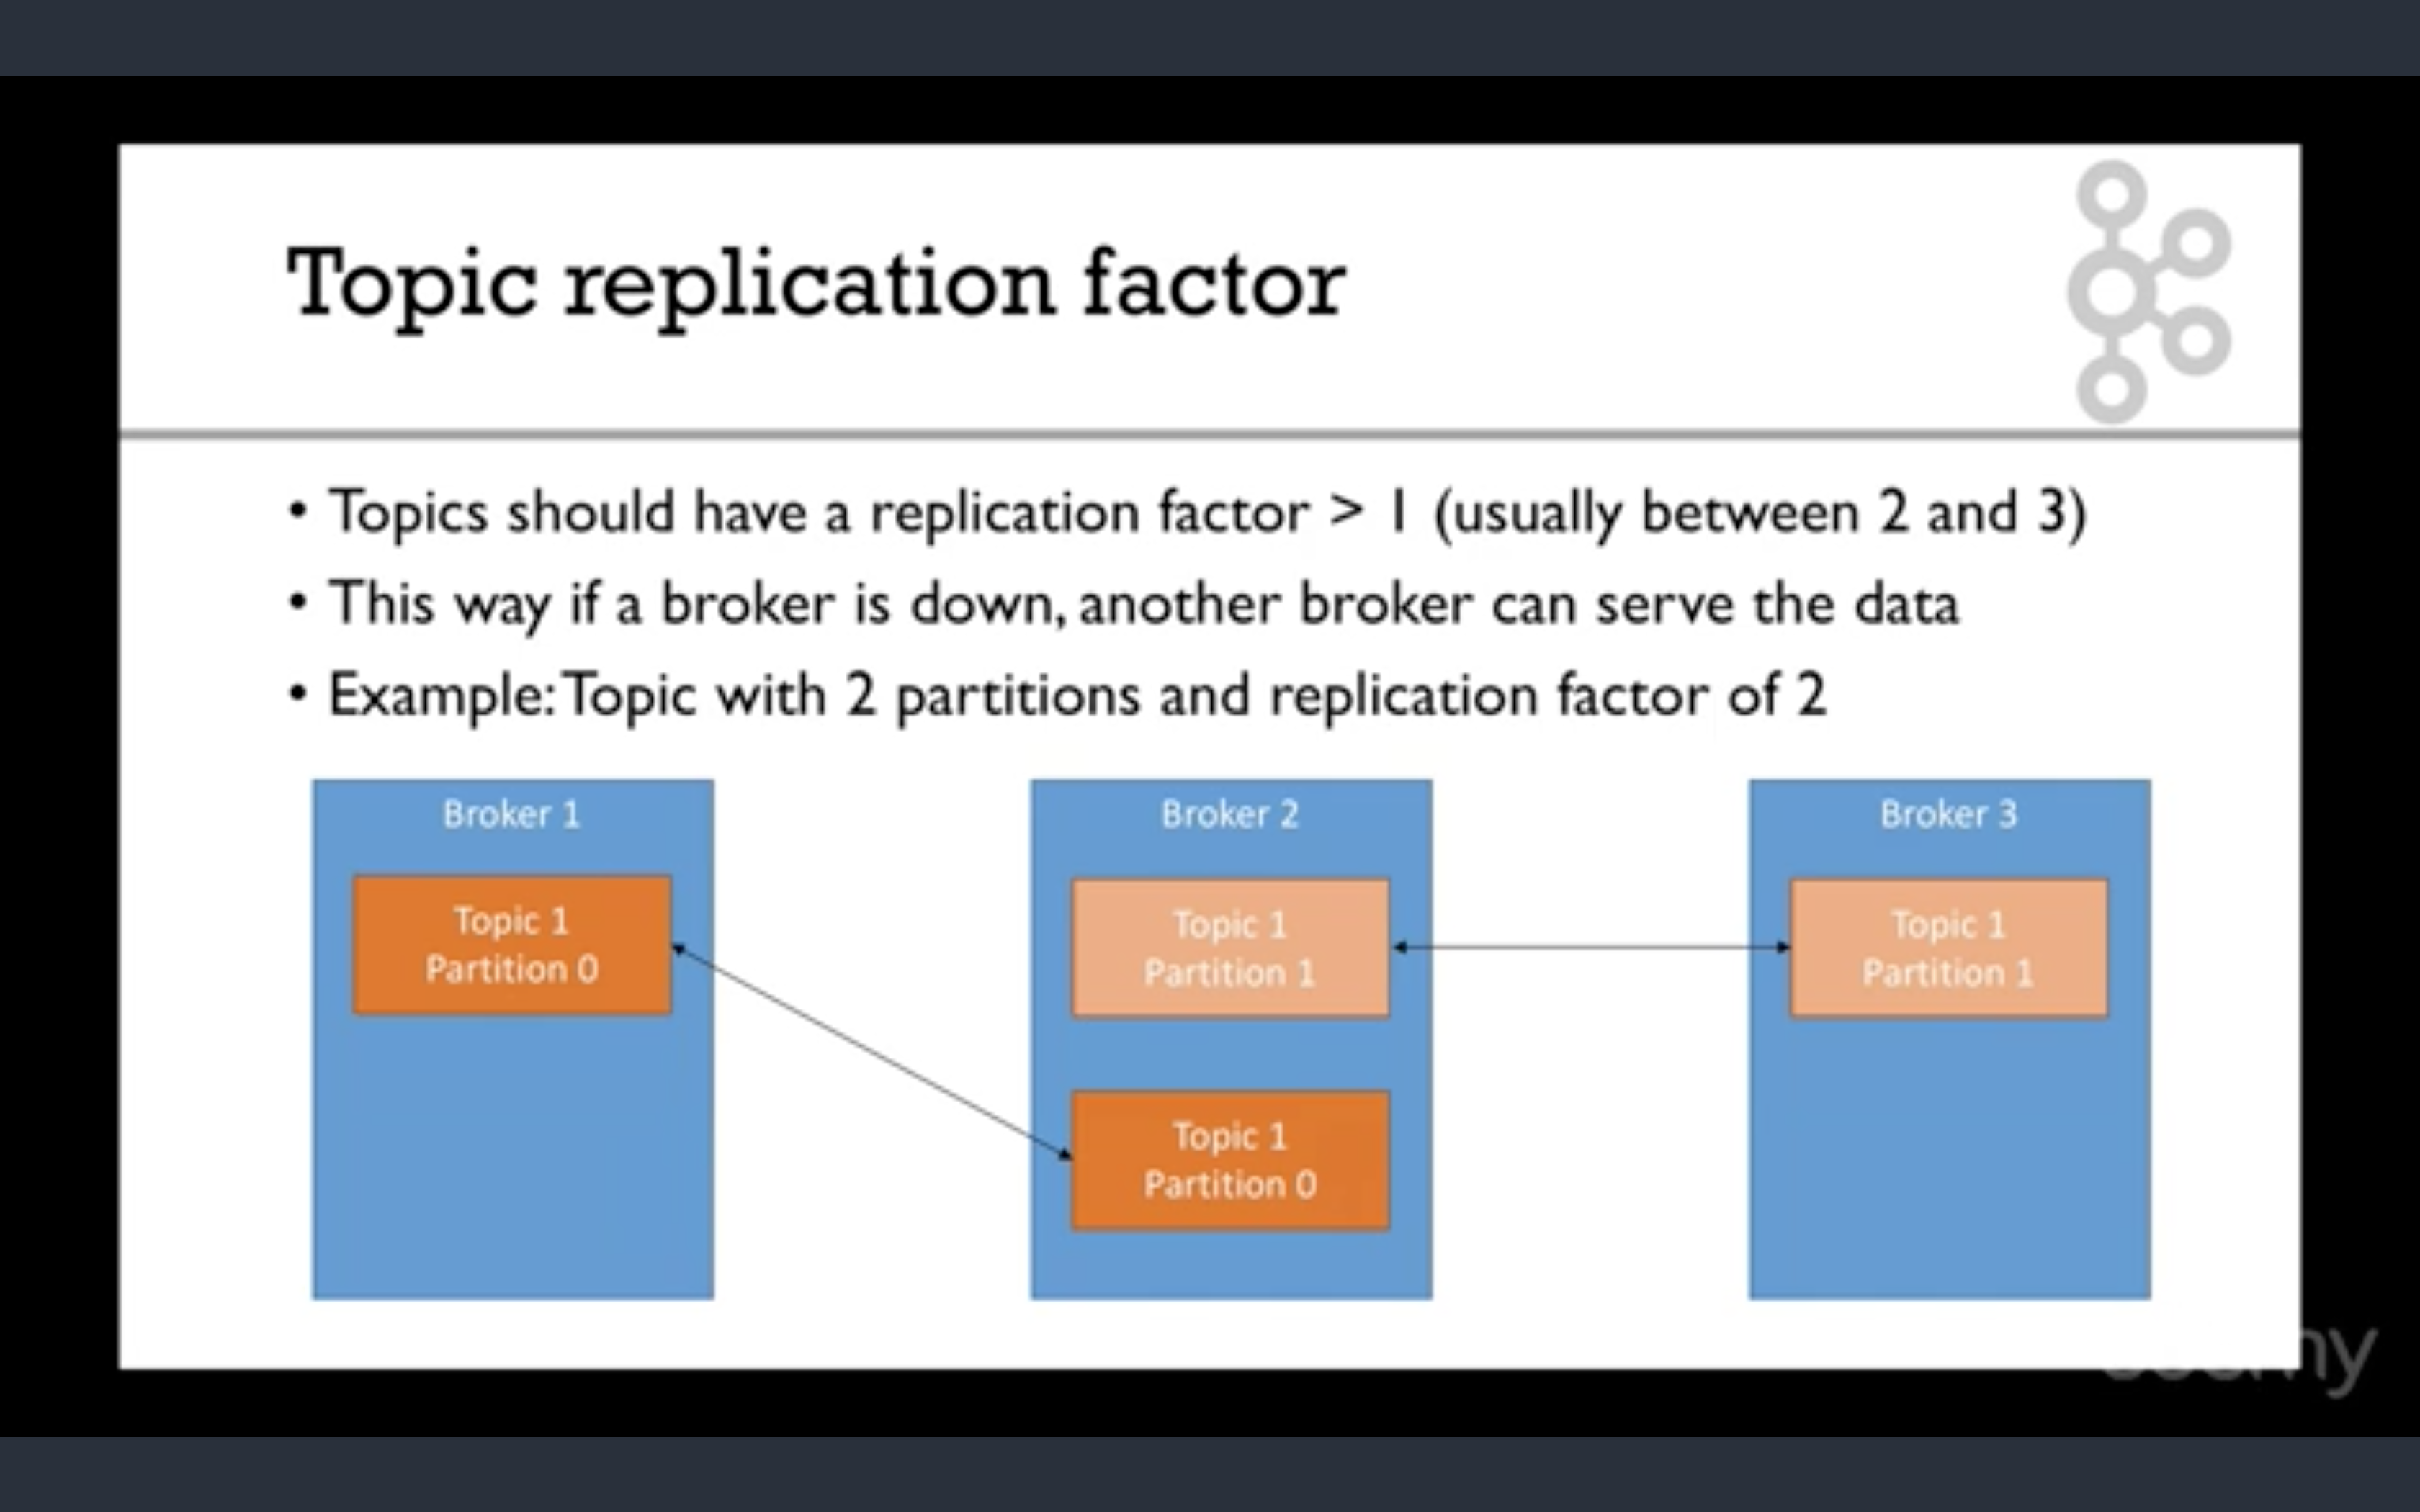 Topic replication factor
• Topics should have a replication factor > 1 (usually between 2 and 3)
• This way if a broker is down, another broker can serve the data
• Example: Topic with 2 partitions and replication factor of 2
Broker 1
Topic 1
Partition 0
Broker 2
Topic 1
Partition 1
Topic 1
Partition 0
Broker 3
Topic 1
Partition 1